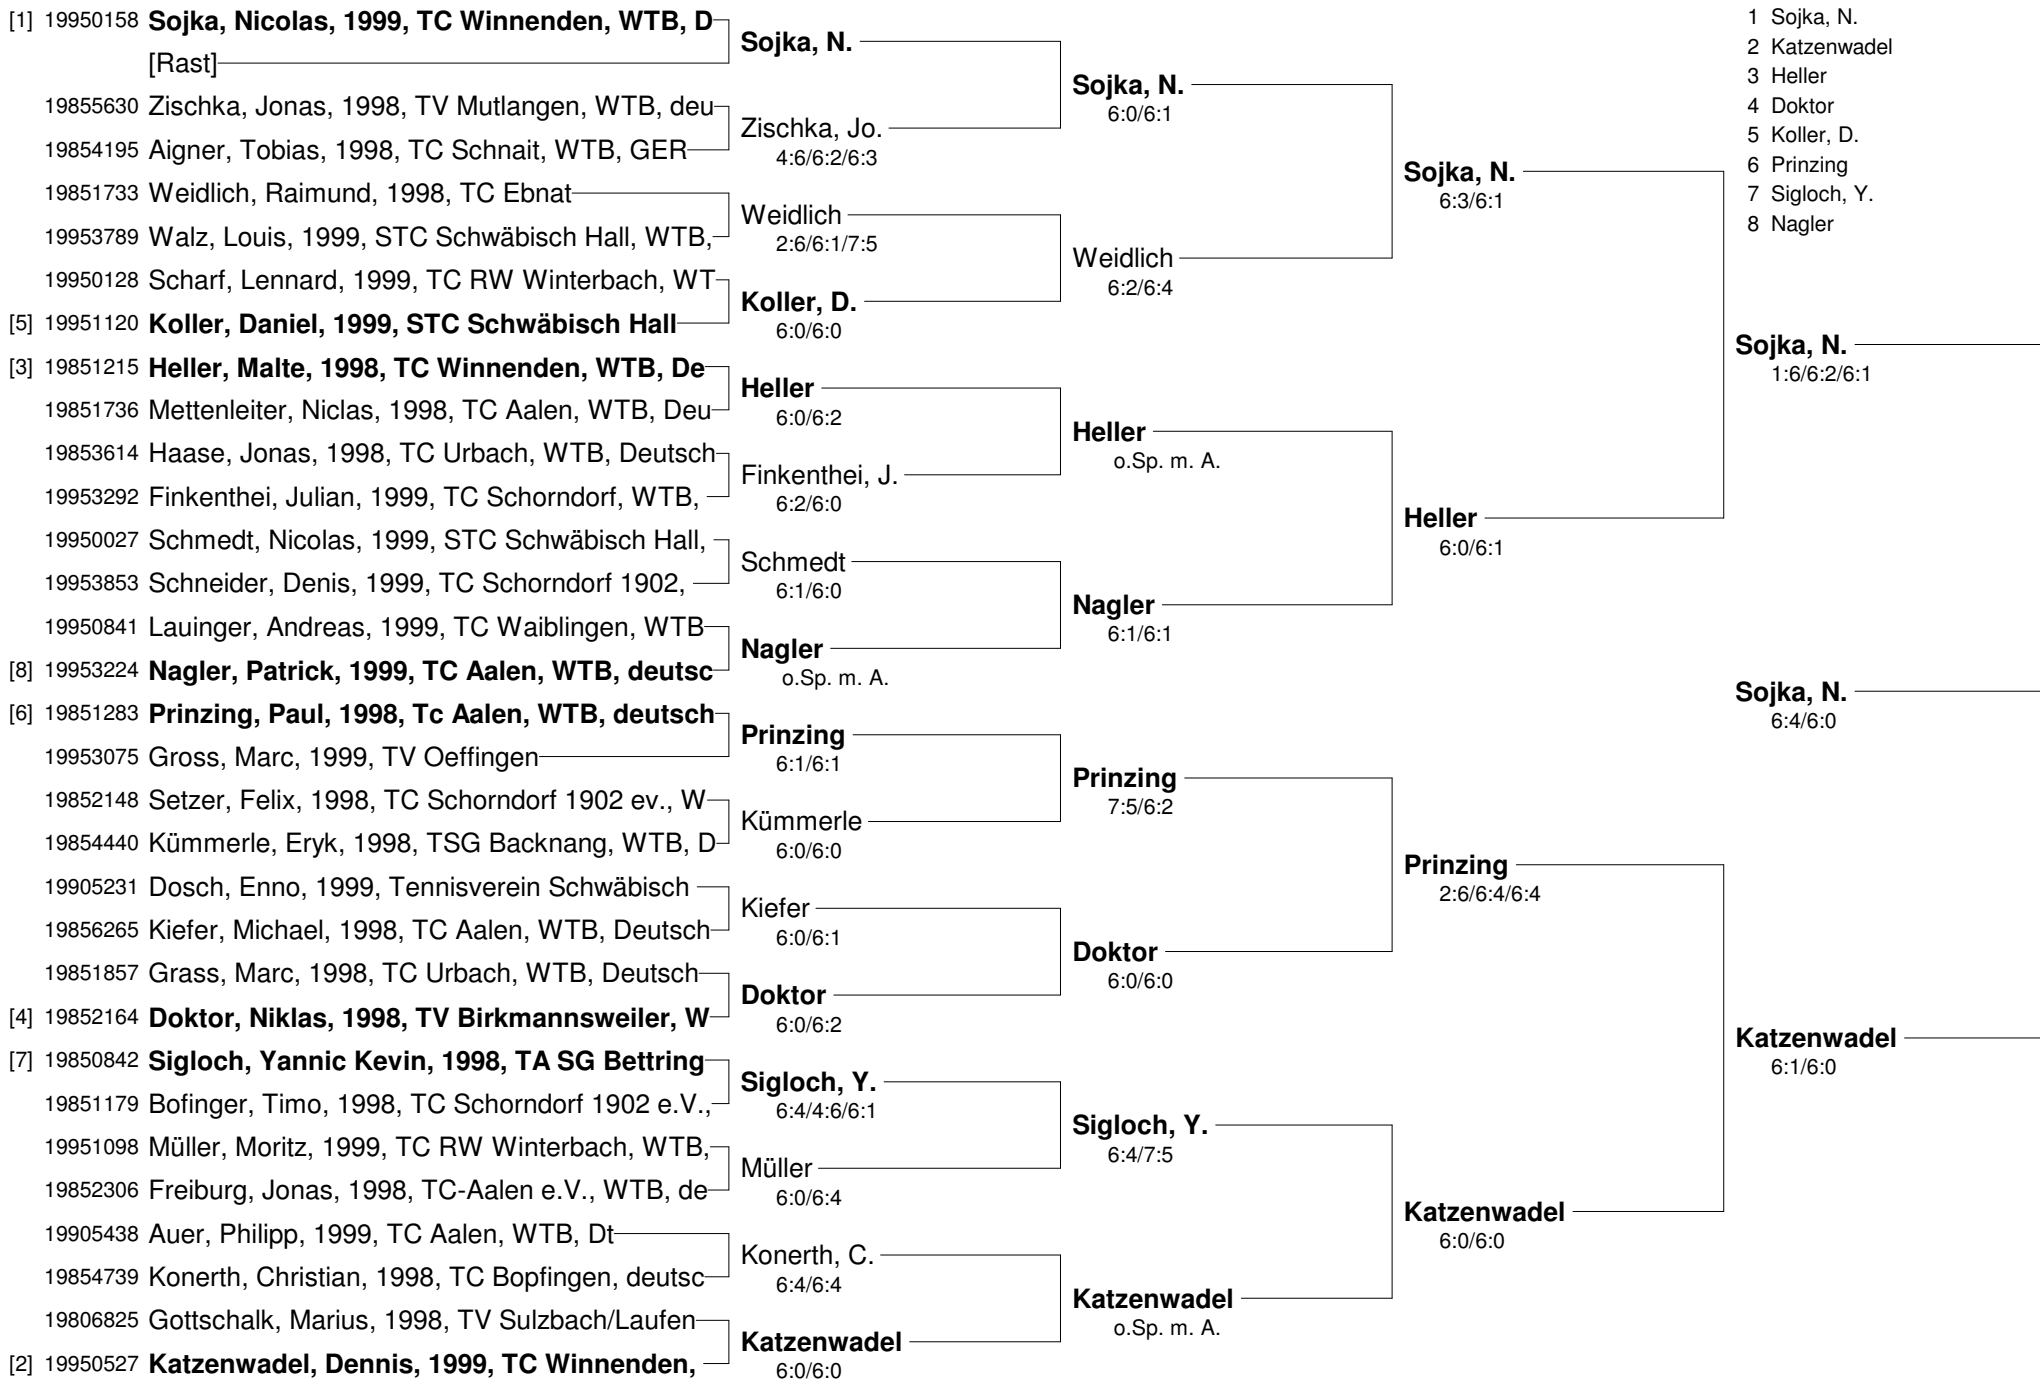 [1] 19950158 Sojka, Nicolas, 1999, TC Winnenden, WTB, D
[Rast]
19855630 Zischka, Jonas, 1998, TV Mutlangen, WTB, deu
19854195 Aigner, Tobias, 1998, TC Schnait, WTB, GER
19851733 Weidlich, Raimund, 1998, TC Ebnat
19953789 Walz, Louis, 1999, STC Schwäbisch Hall, WTB,
19950128 Scharf, Lennard, 1999, TC RW Winterbach, WT
[5] 19951120 Koller, Daniel, 1999, STC Schwäbisch Hall
[3] 19851215 Heller, Malte, 1998, TC Winnenden, WTB, De
19851736 Mettenleiter, Niclas, 1998, TC Aalen, WTB, Deu
19853614 Haase, Jonas, 1998, TC Urbach, WTB, Deutsch
19953292 Finkenthei, Julian, 1999, TC Schorndorf, WTB,
19950027 Schmedt, Nicolas, 1999, STC Schwäbisch Hall,
19953853 Schneider, Denis, 1999, TC Schorndorf 1902,
19950841 Lauinger, Andreas, 1999, TC Waiblingen, WTB
[8] 19953224 Nagler, Patrick, 1999, TC Aalen, WTB, deutsc
[6] 19851283 Prinzing, Paul, 1998, Tc Aalen, WTB, deutsch
19953075 Gross, Marc, 1999, TV Oeffingen
19852148 Setzer, Felix, 1998, TC Schorndorf 1902 ev., W
19854440 Kümmerle, Eryk, 1998, TSG Backnang, WTB, D
19905231 Dosch, Enno, 1999, Tennisverein Schwäbisch
19856265 Kiefer, Michael, 1998, TC Aalen, WTB, Deutsch
19851857 Grass, Marc, 1998, TC Urbach, WTB, Deutsch
[4] 19852164 Doktor, Niklas, 1998, TV Birkmannsweiler, W
[7] 19850842 Sigloch, Yannic Kevin, 1998, TA SG Bettring
19851179 Bofinger, Timo, 1998, TC Schorndorf 1902 e.V.,
19951098 Müller, Moritz, 1999, TC RW Winterbach, WTB,
19852306 Freiburg, Jonas, 1998, TC-Aalen e.V., WTB, de
19905438 Auer, Philipp, 1999, TC Aalen, WTB, Dt
19854739 Konerth, Christian, 1998, TC Bopfingen, deutsc
19806825 Gottschalk, Marius, 1998, TV Sulzbach/Laufen
[2] 19950527 Katzenwadel, Dennis, 1999, TC Winnenden,
Sojka, N.
Zischka, Jo.
4:6/6:2/6:3
Weidlich
2:6/6:1/7:5
Koller, D.
6:0/6:0
Heller
6:0/6:2
Finkenthei, J.
6:2/6:0
Schmedt
6:1/6:0
Nagler
o.Sp. m. A.
Prinzing
6:1/6:1
Kümmerle
6:0/6:0
Kiefer
6:0/6:1
Doktor
6:0/6:2
Sigloch, Y.
6:4/4:6/6:1
Müller
6:0/6:4
Konerth, C.
6:4/6:4
Katzenwadel
6:0/6:0
Sojka, N.
6:0/6:1
Weidlich
6:2/6:4
Heller
o.Sp. m. A.
Nagler
6:1/6:1
Prinzing
7:5/6:2
Doktor
6:0/6:0
Sigloch, Y.
6:4/7:5
Katzenwadel
o.Sp. m. A.
Sojka, N.
6:3/6:1
Heller
6:0/6:1
Prinzing
2:6/6:4/6:4
Katzenwadel
6:0/6:0
1 Sojka, N.
2 Katzenwadel
3 Heller
4 Doktor
5 Koller, D.
6 Prinzing
7 Sigloch, Y.
8 Nagler
Sojka, N.
1:6/6:2/6:1
Sojka, N.
6:4/6:0
Katzenwadel
6:1/6:0